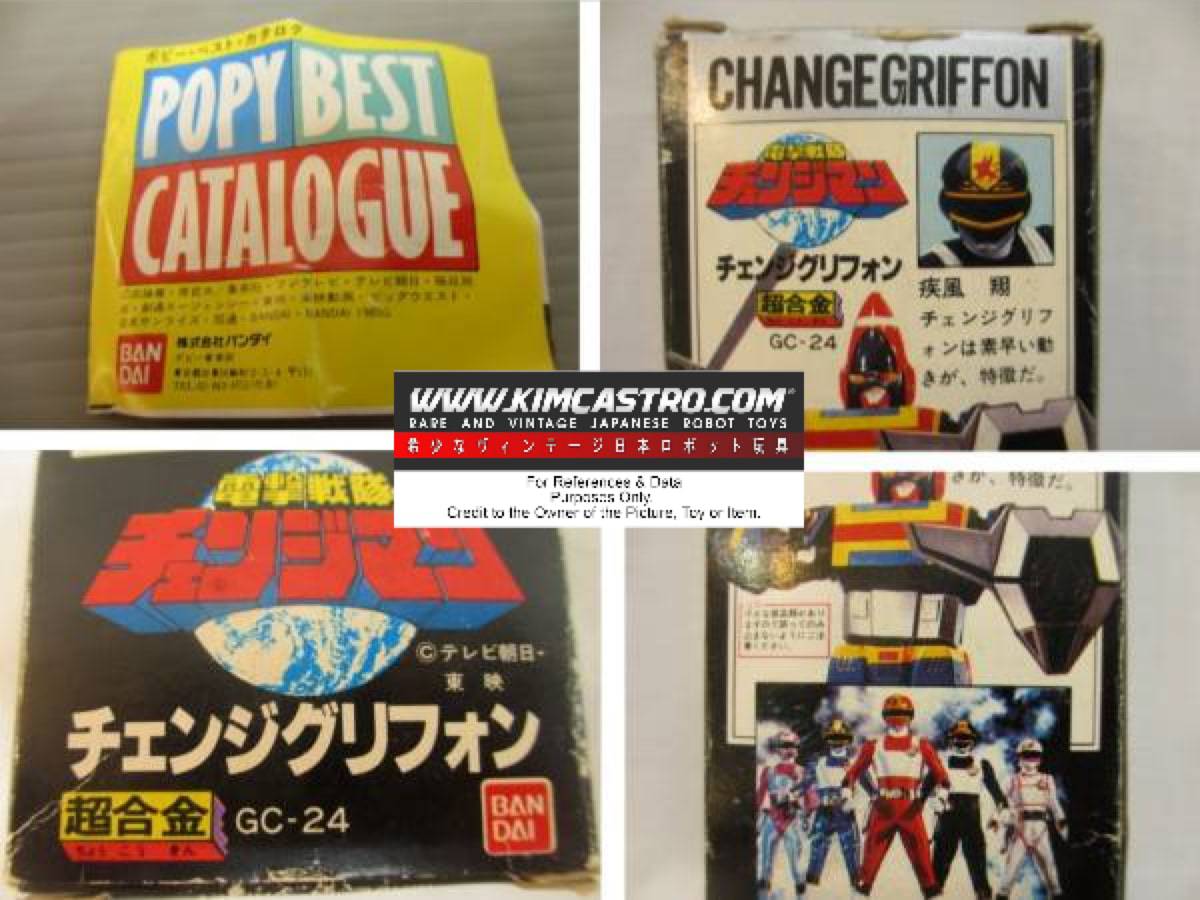 ポピー・ベスト・カタログ
POPY BEST
CATALOGUE
BAN
DAI
株式会社バンダイ
CHANGEGRIFFON
電撃戦隊
チェンジマン
チェンジグリフォン
超合金
GC-24
疾風 翔
チェンジグリフ
ォンは素早い動
きが、特徴だ。
WWW.KIMCASTRO.COM
RARE AND VINTAGE JAPANESE ROBOT TOYS
希少なヴィンテージ日本ロボット玩具
For References & Data
Purposes Only.
Credit to the Owner of the Picture, Toy or Item.
電撃戦隊
チェンジマン
©テレビ朝日・
東映
チェンジグリフォン
超合金
ちょうごうきん
GC-24
BAN
DAI
きが、特徴だ。